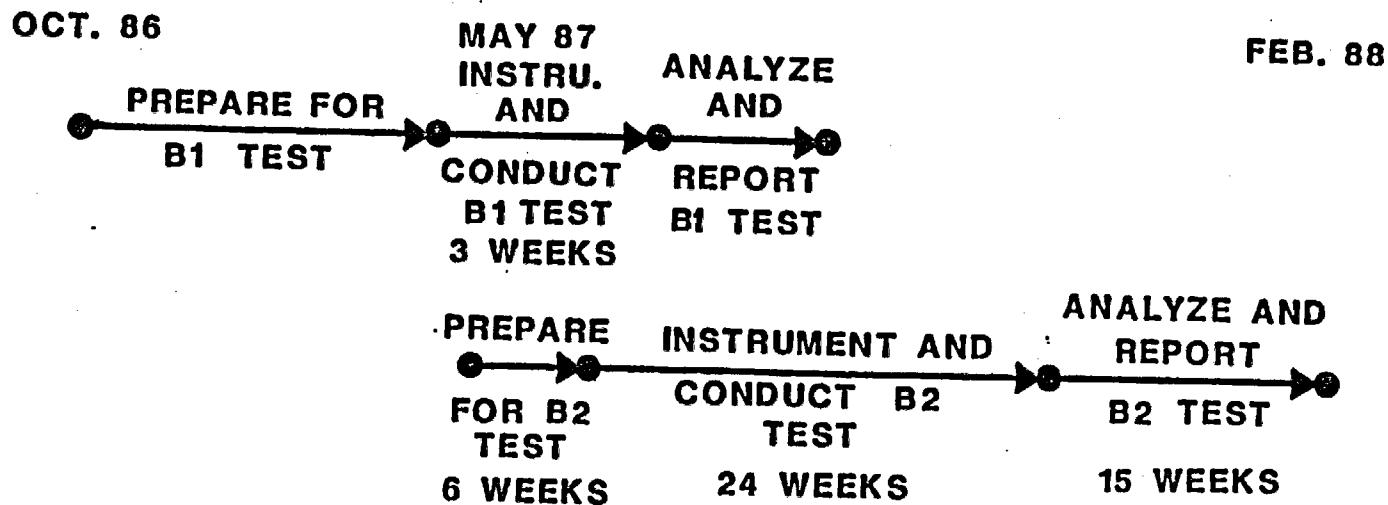 OCT. 86
MAY 87
FEB. 88
PREPARE FOR
B1 TEST
INSTRU.
AND
CONDUCT
B1 TEST
3 WEEKS
ANALYZE
AND
REPORT
B1 TEST
PREPARE
FOR B2
TEST
6 WEEKS
INSTRUMENT AND
CONDUCT B2
TEST
24 WEEKS
ANALYZE AND
REPORT
B2 TEST
15 WEEKS